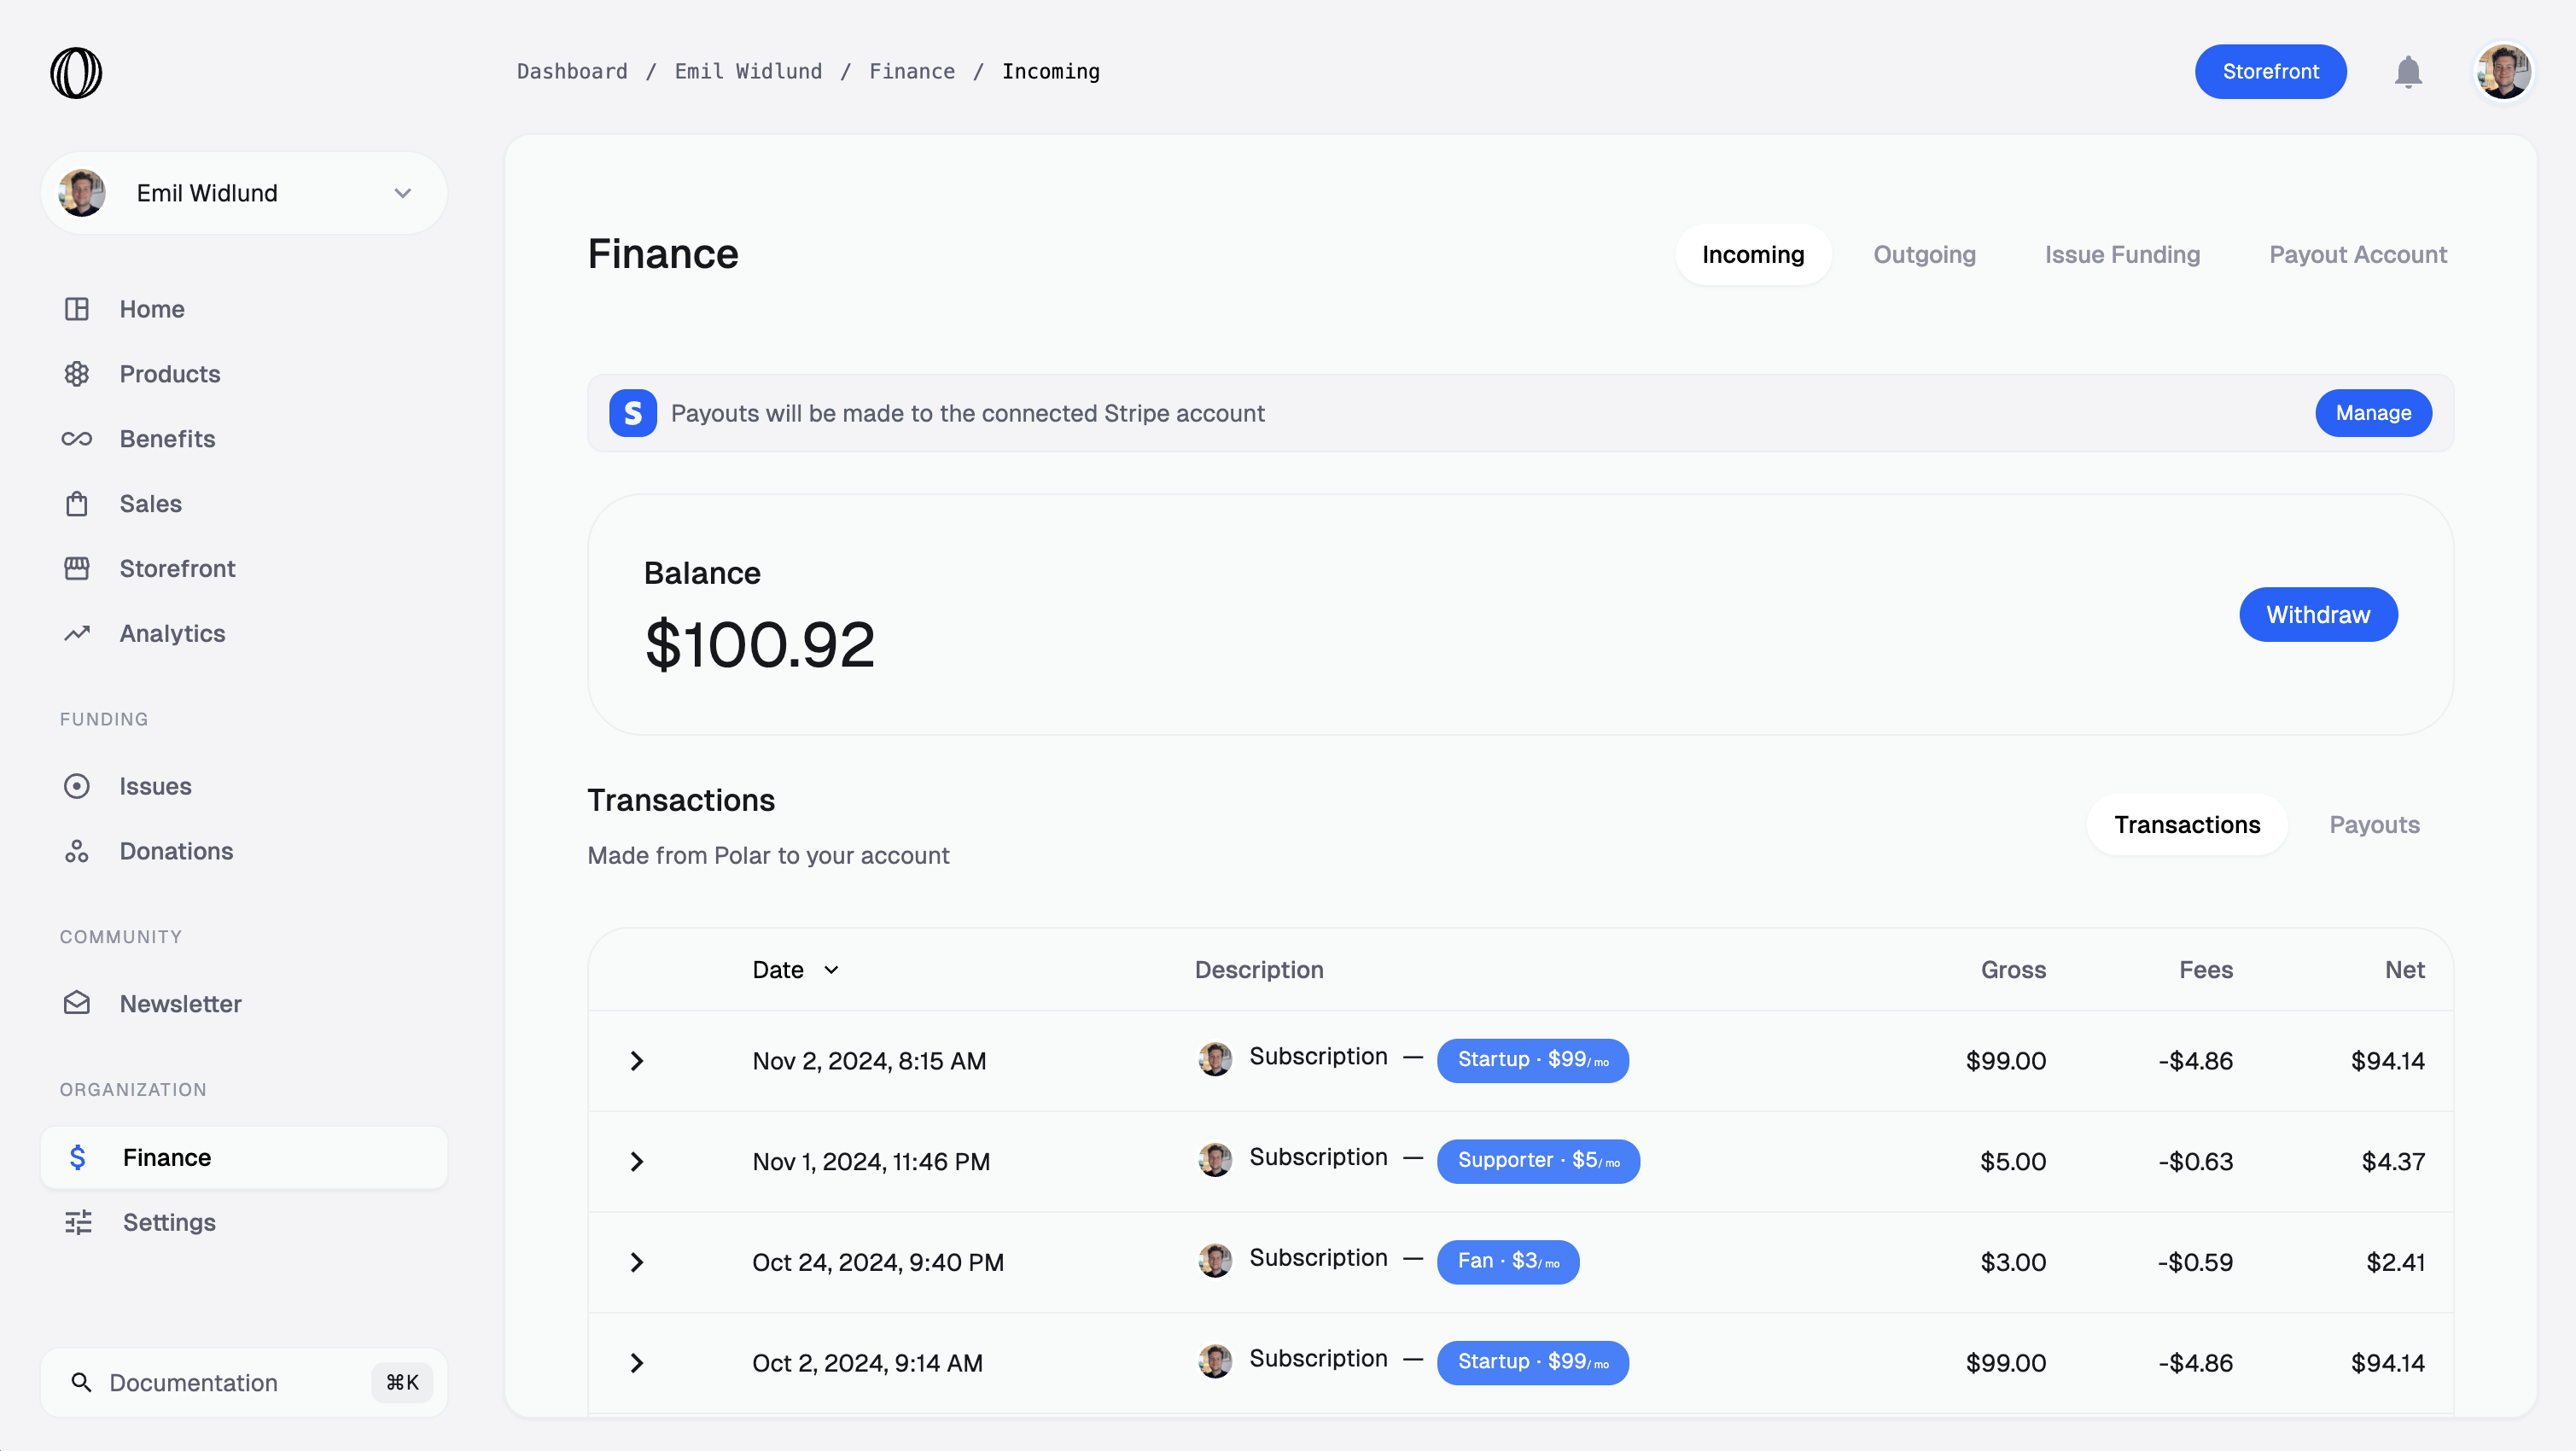 Dashboard / Emil Widlund / Finance / Incoming
Storefront
Emil Widlund
Home
Products
Benefits
Sales
Storefront
Analytics
FUNDING
Issues
Donations
COMMUNITY
Newsletter
ORGANIZATION
Finance
Settings
Documentation ⌘K
Finance
Incoming Outgoing Issue Funding Payout Account
S Payouts will be made to the connected Stripe account Manage
Balance
$100.92
Withdraw
Transactions
Made from Polar to your account
Transactions Payouts
Date Description Gross Fees Net
Nov 2, 2024, 8:15 AM Subscription — Startup · $99/ mo $99.00 -$4.86 $94.14
Nov 1, 2024, 11:46 PM Subscription — Supporter · $5/ mo $5.00 -$0.63 $4.37
Oct 24, 2024, 9:40 PM Subscription — Fan · $3/ mo $3.00 -$0.59 $2.41
Oct 2, 2024, 9:14 AM Subscription — Startup · $99/ mo $99.00 -$4.86 $94.14